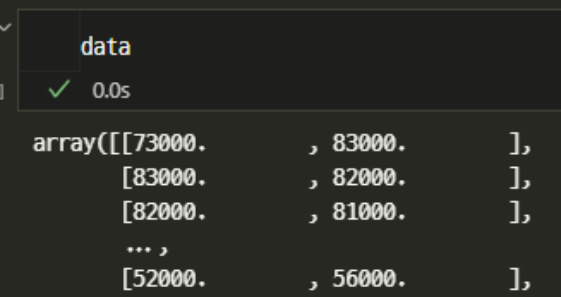 data
0.0s
array([[73000.        , 83000.        ],
       [83000.        , 82000.        ],
       [82000.        , 81000.        ],
       ...,
       [52000.        , 56000.        ],